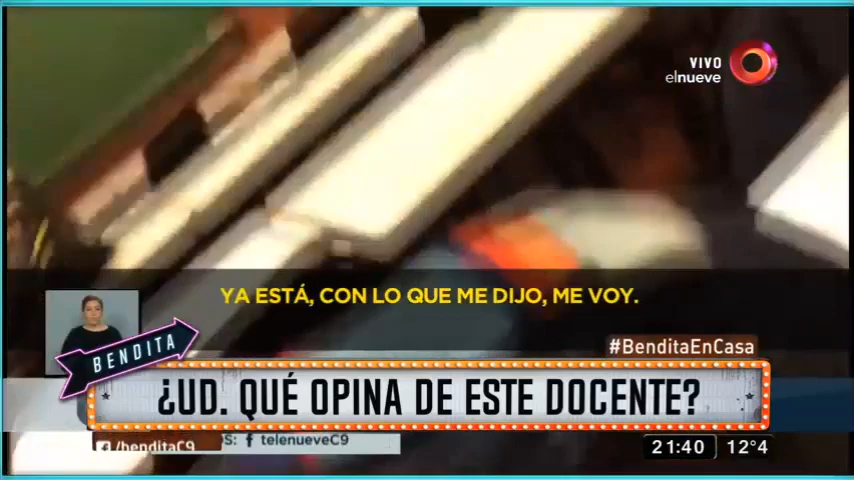 VIVO
elnueve
YA ESTÁ, CON LO QUE ME DIJO, ME VOY.
#BenditaEnCasa
BENDITA
¿UD. QUÉ OPINA DE ESTE DOCENTE?
/benditaC9
S: f telenueveC9
21:40 12°4